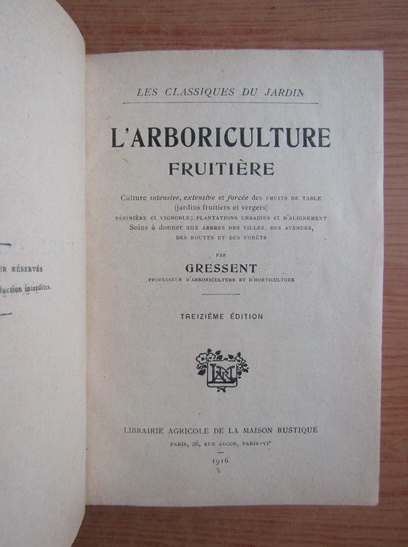 UR RÉSERVÉS
duction interdites.
LES CLASSIQUES DU JARDIN
L'ARBORICULTURE
FRUITIÈRE
Culture intensive, extensive et forcée des FRUITS DE TABLE
(jardins fruitiers et vergers)
PÉPINIÈRE et VIGNOBLE; PLANTATIONS URBAINES et D'ALIGNEMENT
Soins à donner AUX ARBRES DES VILLES, DES AVENUES,
DES ROUTES ET DES FORÊTS
PAR
GRESSENT
PROFESSEUR D'ARBORICULTURE ET D'HORTICULTURE
TREIZIÈME ÉDITION
LIBRAIRIE AGRICOLE DE LA MAISON RUSTIQUE
PARIS, 26, RUE JACOB, PARIS-VIe
1916